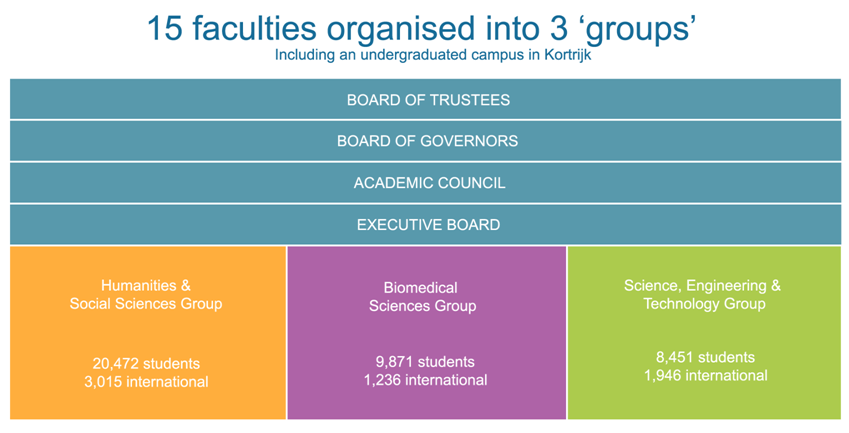 15 faculties organised into 3 ‘groups’
Including an undergraduated campus in Kortrijk
BOARD OF TRUSTEES
BOARD OF GOVERNORS
ACADEMIC COUNCIL
EXECUTIVE BOARD
Humanities &
Social Sciences Group
20,472 students
3,015 international
Biomedical
Sciences Group
9,871 students
1,236 international
Science, Engineering &
Technology Group
8,451 students
1,946 international